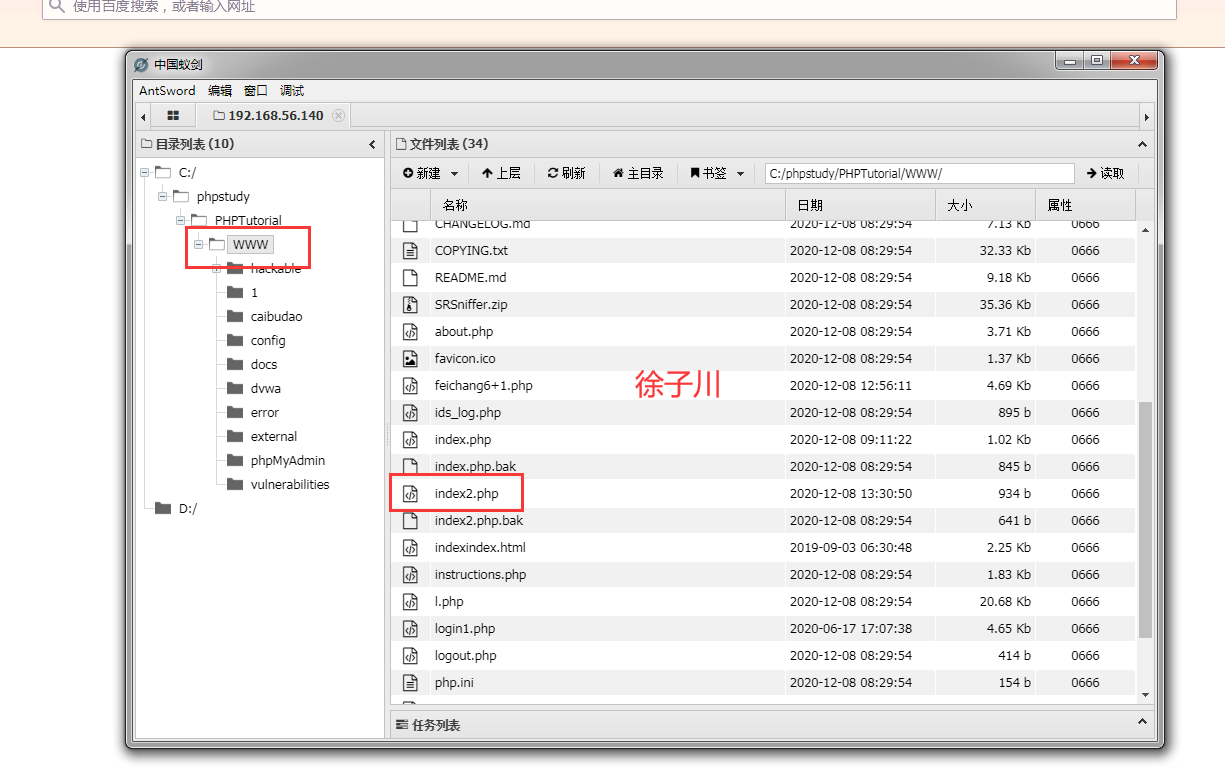 使用百度搜索，或者输入网址
中国蚁剑
AntSword 编辑 窗口 调试
192.168.56.140
目录列表 (10)
C:/
phpstudy
PHPTutorial
WWW
hackable
1
caibudao
config
docs
dvwa
error
external
phpMyAdmin
vulnerabilities
D:/
文件列表 (34)
新建 上层 刷新 主目录 书签 C:/phpstudy/PHPTutorial/WWW/ 读取
名称 日期 大小 属性
CHANGELOG.md 2020-12-08 08:29:54 7.13 Kb 0666
COPYING.txt 2020-12-08 08:29:54 32.33 Kb 0666
README.md 2020-12-08 08:29:54 9.18 Kb 0666
SRSniffer.zip 2020-12-08 08:29:54 35.36 Kb 0666
about.php 2020-12-08 08:29:54 3.71 Kb 0666
favicon.ico 2020-12-08 08:29:54 1.37 Kb 0666
feichang6+1.php 2020-12-08 12:56:11 4.69 Kb 0666
徐子川
ids_log.php 2020-12-08 08:29:54 895 b 0666
index.php 2020-12-08 09:11:22 1.02 Kb 0666
index.php.bak 2020-12-08 08:29:54 845 b 0666
index2.php 2020-12-08 13:30:50 934 b 0666
index2.php.bak 2020-12-08 08:29:54 641 b 0666
indexindex.html 2019-09-03 06:30:48 2.25 Kb 0666
instructions.php 2020-12-08 08:29:54 1.83 Kb 0666
l.php 2020-12-08 08:29:54 20.68 Kb 0666
login1.php 2020-06-17 17:07:38 4.65 Kb 0666
logout.php 2020-12-08 08:29:54 414 b 0666
php.ini 2020-12-08 08:29:54 154 b 0666
任务列表